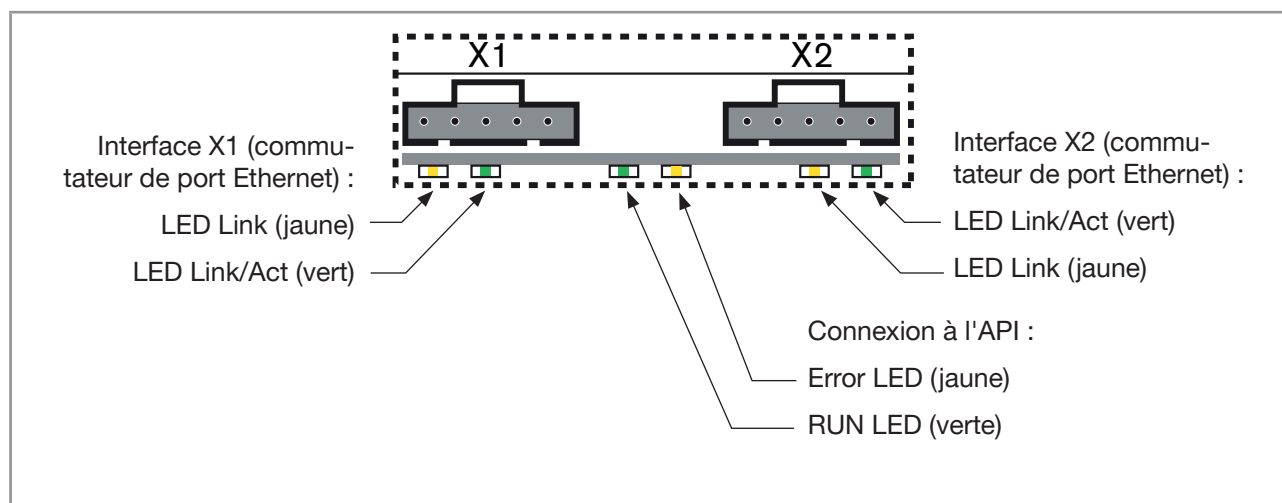 X1
X2
Interface X1 (commu-
tateur de port Ethernet) :
LED Link (jaune)
LED Link/Act (vert)
Interface X2 (commu-
tateur de port Ethernet) :
LED Link/Act (vert)
LED Link (jaune)
Connexion à l'API :
Error LED (jaune)
RUN LED (verte)